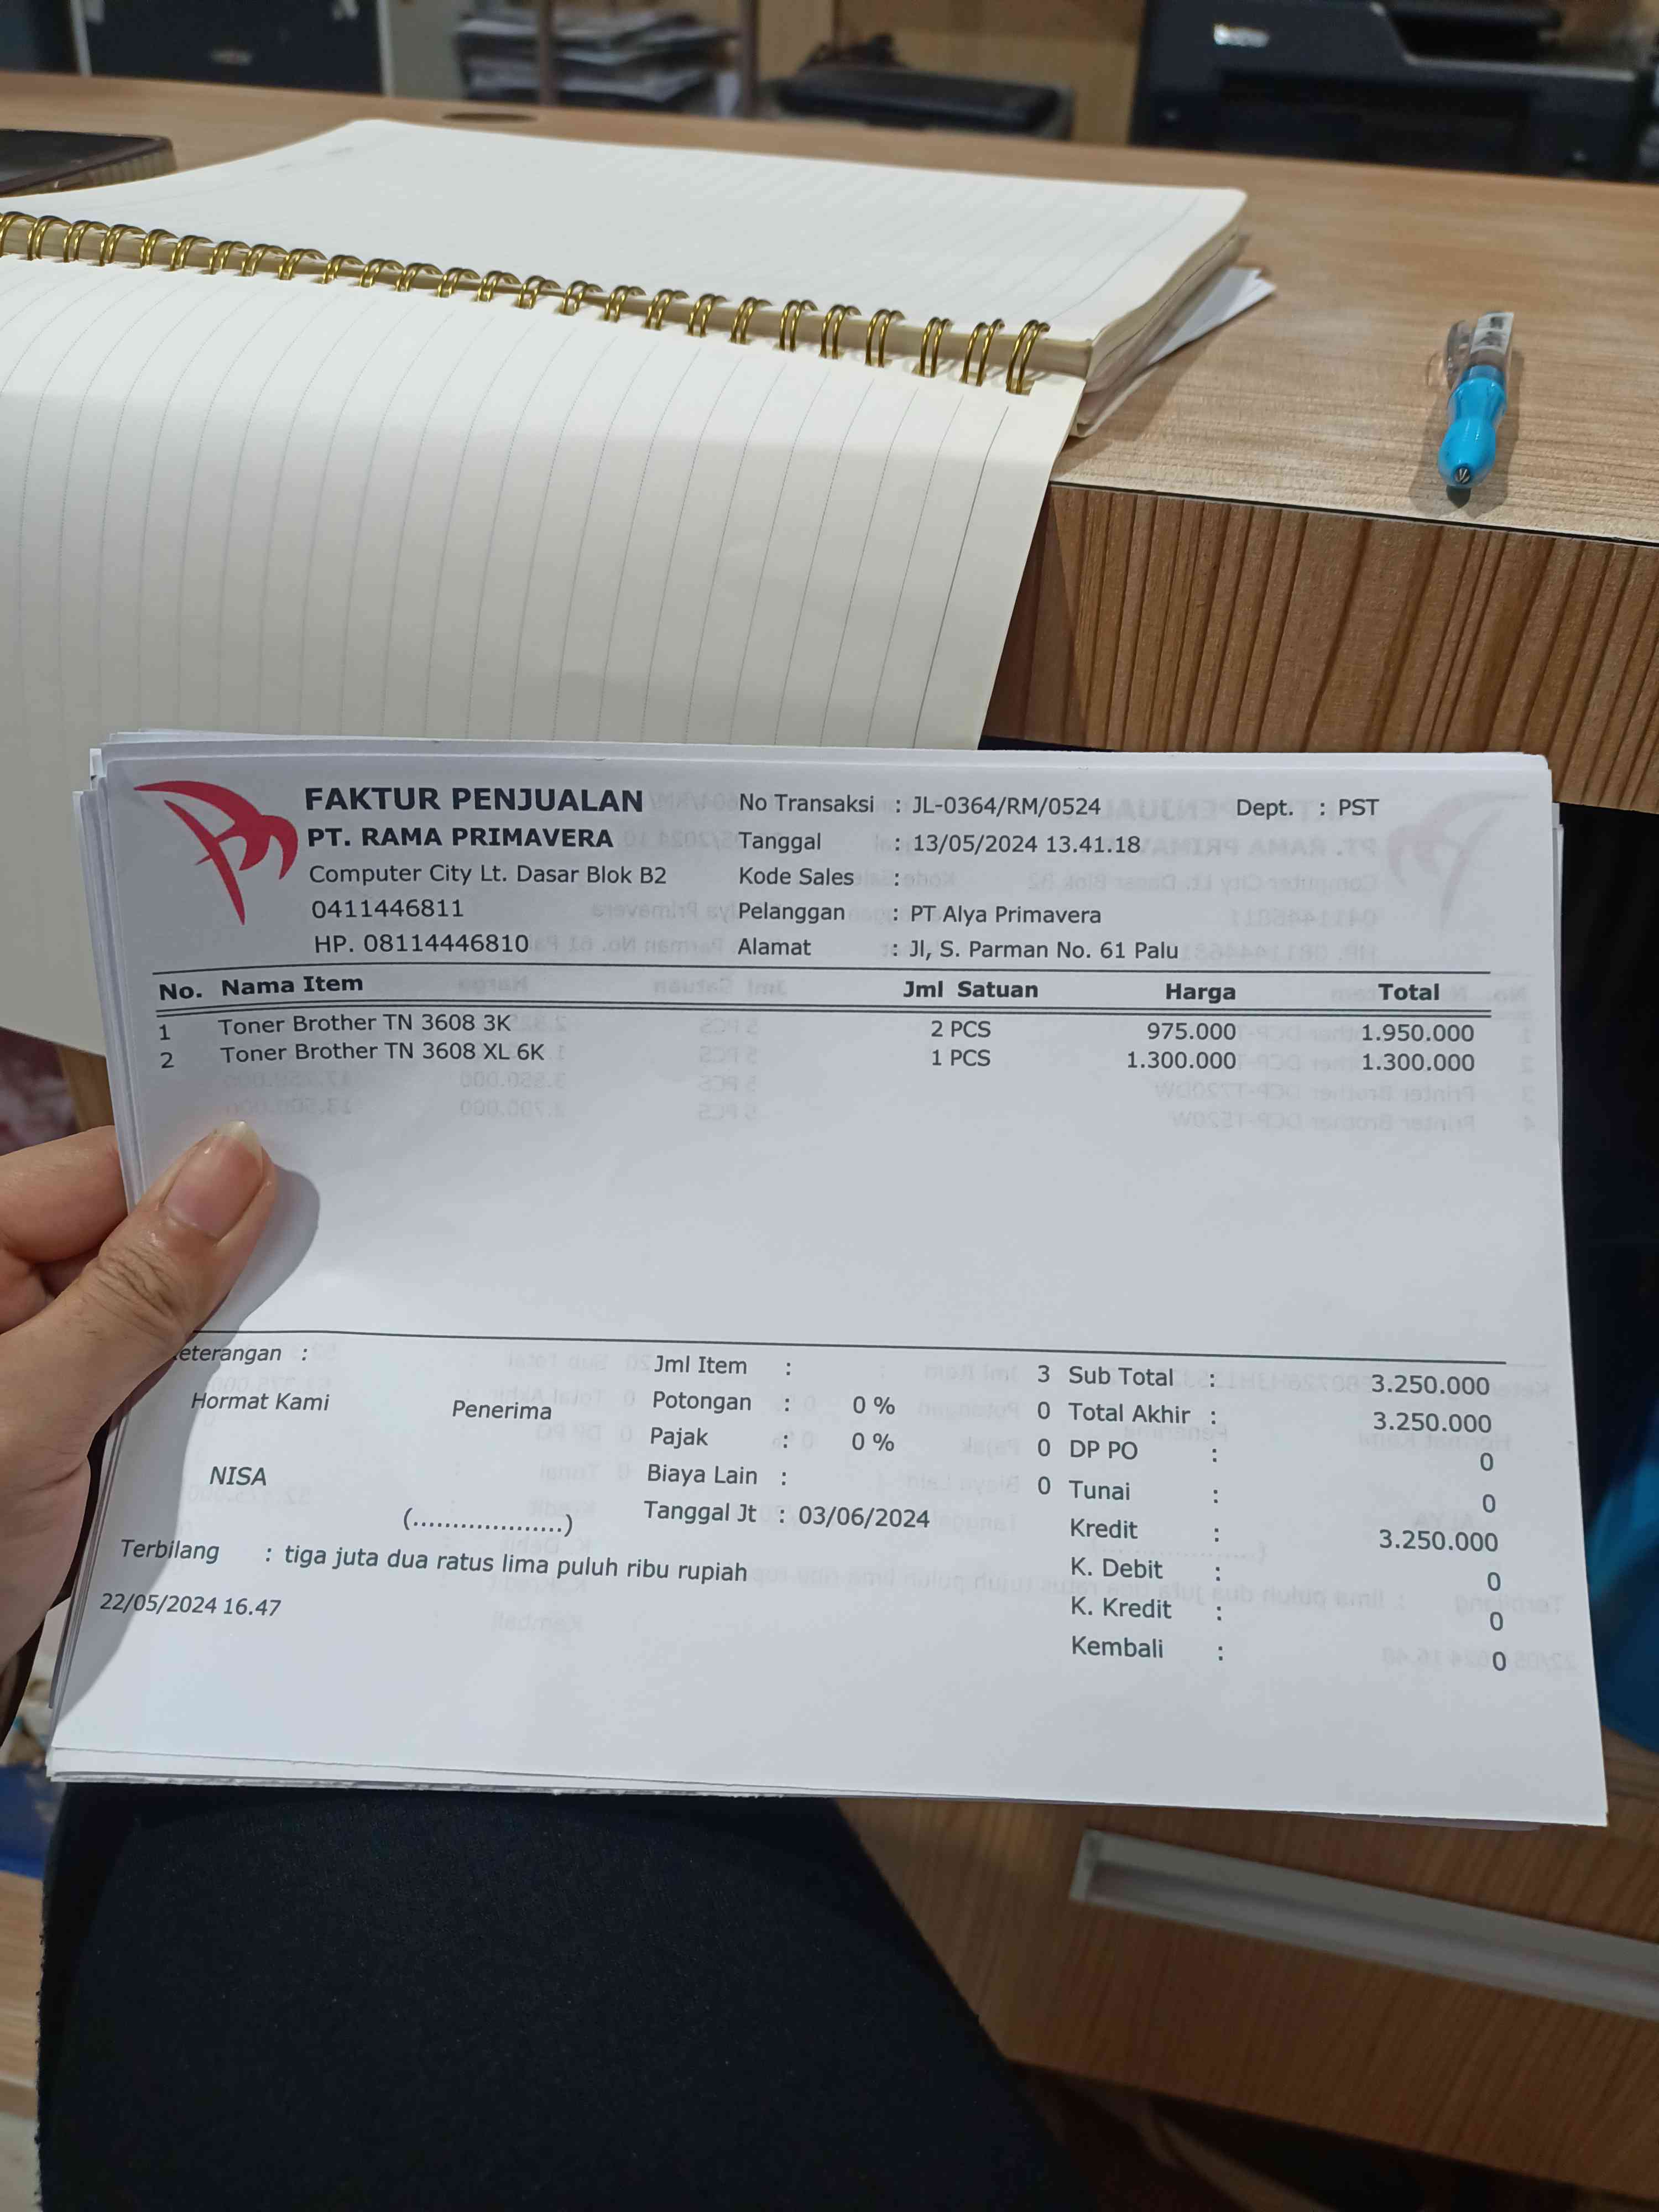 FAKTUR PENJUALAN
PT. RAMA PRIMAVERA
Computer City Lt. Dasar Blok B2
0411446811
HP. 08114446810
No Transaksi : JL-0364/RM/0524 Dept. : PST
Tanggal : 13/05/2024 13.41.18
Kode Sales :
Pelanggan : PT Alya Primavera
Alamat : Jl, S. Parman No. 61 Palu
No. Nama Item Jml Satuan Harga Total
1 Toner Brother TN 3608 3K 2 PCS 975.000 1.950.000
2 Toner Brother TN 3608 XL 6K 1 PCS 1.300.000 1.300.000
eterangan :
Hormat Kami Penerima
NISA
(...................)
Jml Item : 3
Potongan : 0 % 0
Pajak : 0 % 0
Biaya Lain : 0
Tanggal Jt : 03/06/2024
Sub Total : 3.250.000
Total Akhir : 3.250.000
DP PO : 0
Tunai : 0
Kredit : 3.250.000
K. Debit : 0
K. Kredit : 0
Kembali : 0
Terbilang : tiga juta dua ratus lima puluh ribu rupiah
22/05/2024 16.47